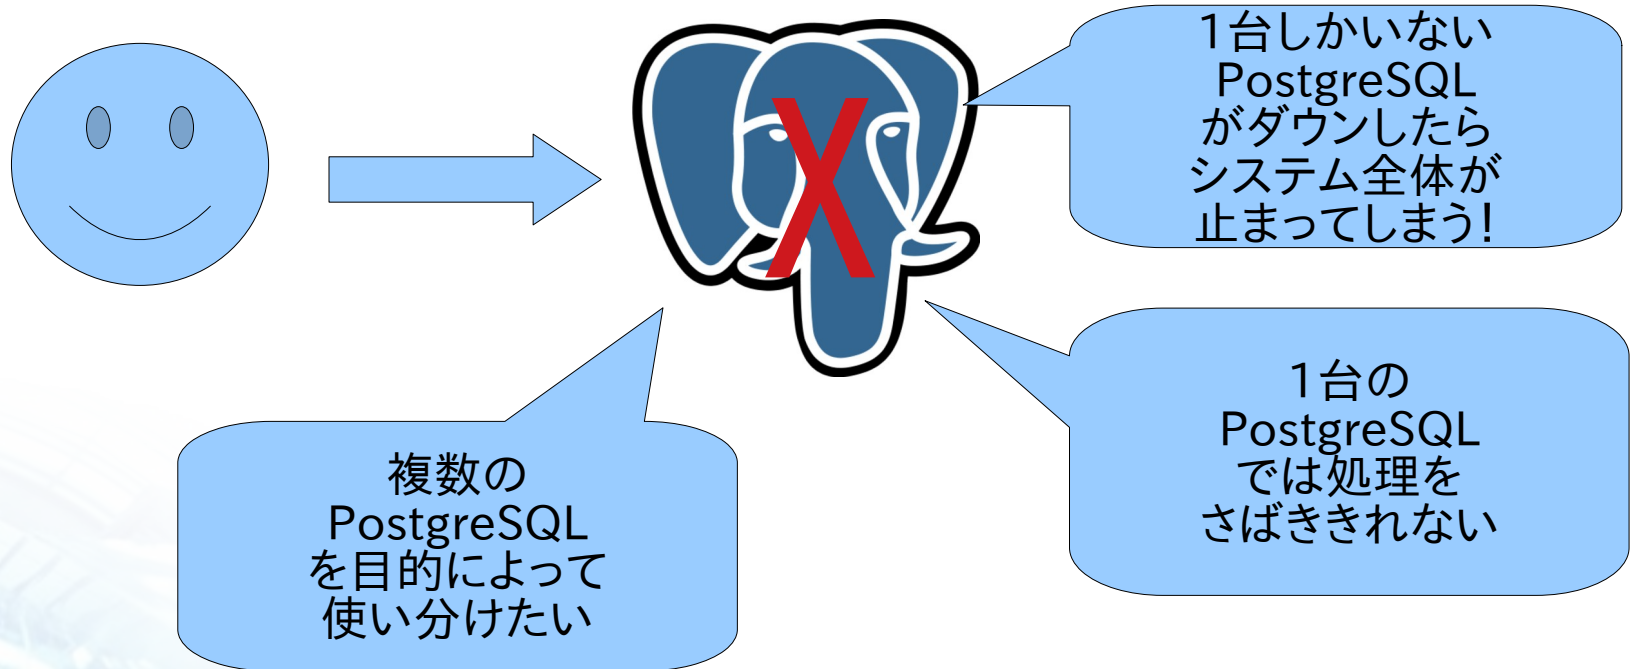 1台しかいない
PostgreSQL
がダウンしたら
システム全体が
止まってしまう!
1台の
PostgreSQL
では処理を
さばききれない
複数の
PostgreSQL
を目的によって
使い分けたい